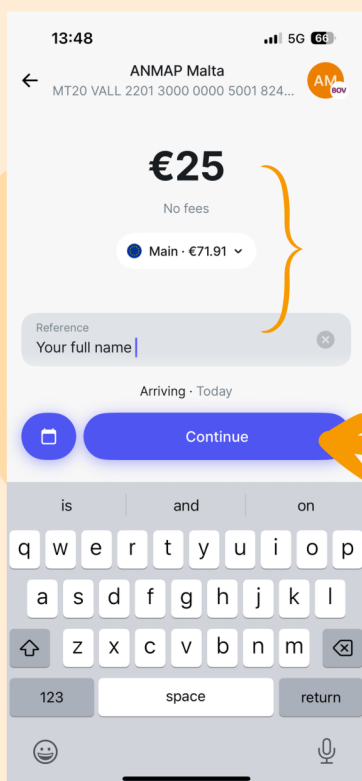 13:48
5G 66
ANMAP Malta
MT20 VALL 2201 3000 0000 5001 824...
AM
BOV
€25
No fees
Main · €71.91
Reference
Your full name
Arriving · Today
Continue
is and on
q w e r t y u i o p
a s d f g h j k l
z x c v b n m
123 space return